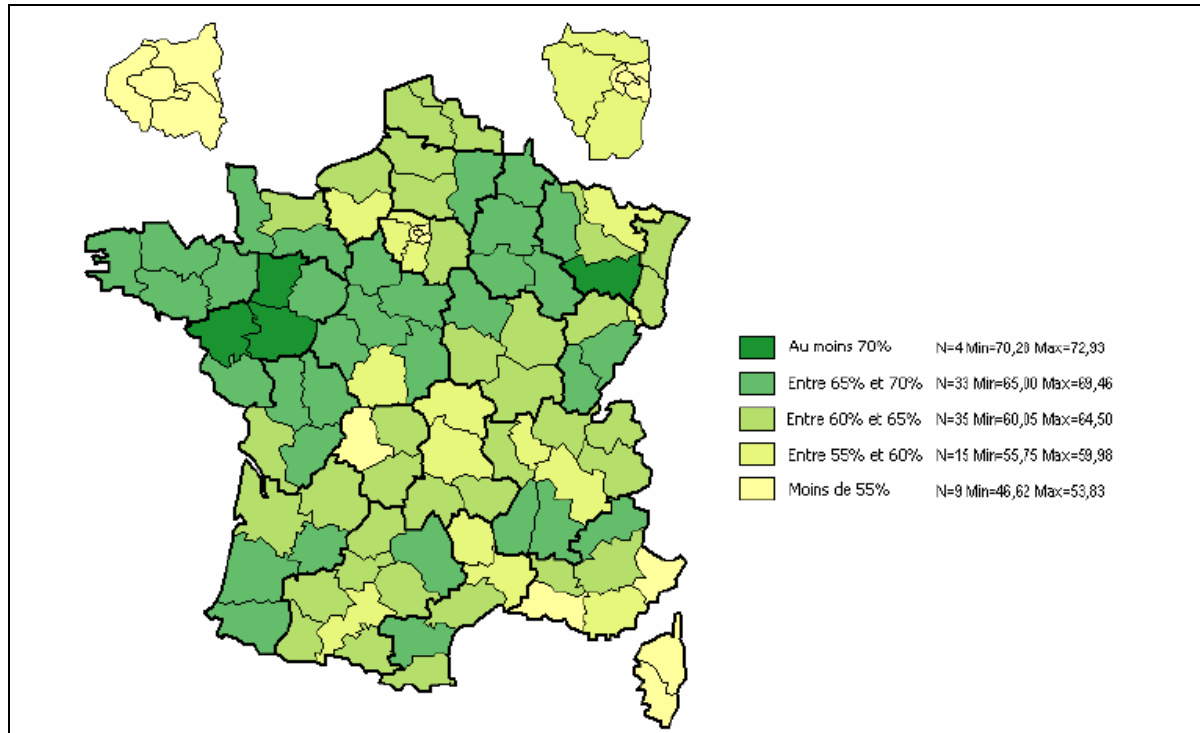 Au moins 70% N=4 Min=70,28 Max=72,93
Entre 65% et 70% N=33 Min=65,00 Max=69,46
Entre 60% et 65% N=35 Min=60,05 Max=64,50
Entre 55% et 60% N=15 Min=55,75 Max=59,98
Moins de 55% N=9 Min=46,62 Max=53,83